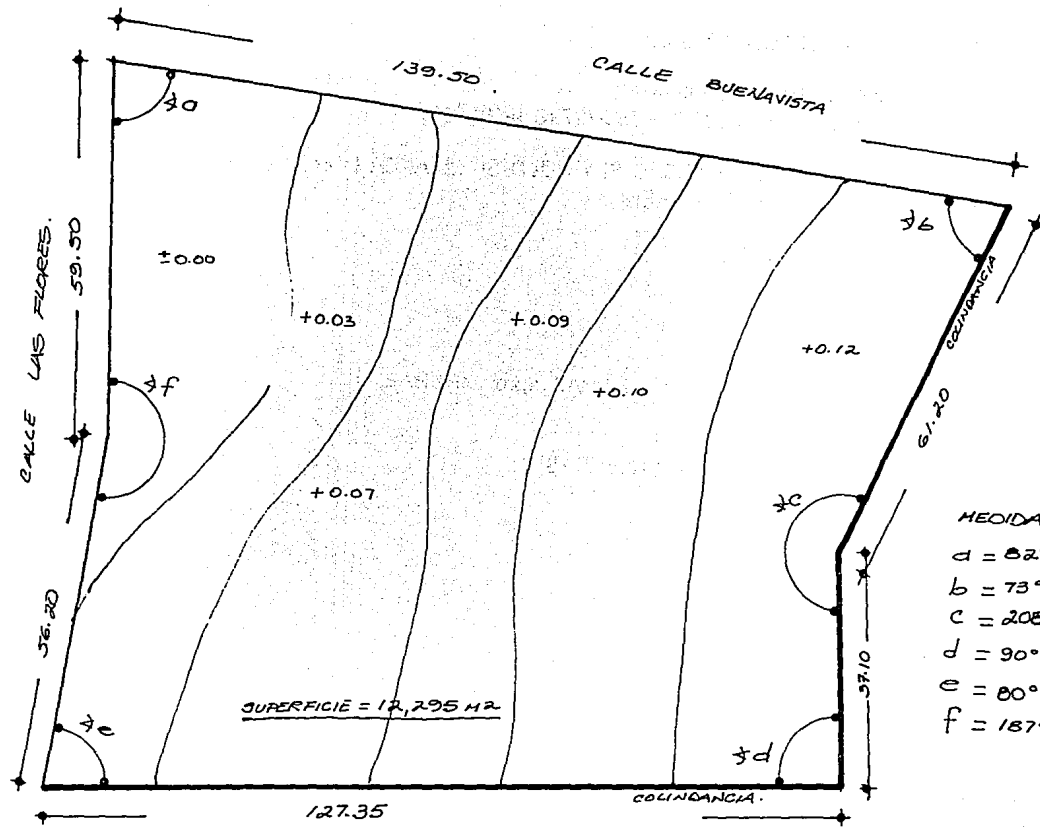 139.50
CALLE BUENAVISTA
∢a
CALLE LAS FLORES.
59.50
±0.00
∢b
COLINDANCIA
+0.03
+0.09
+0.12
∢f
+0.10
61.20
+0.07
∢c
a = 82
b = 73°
c = 208
d = 90°
e = 80°
f = 187°
56.20
37.10
SUPERFICIE = 12,295 M2
∢e
∢d
127.35
COLINDANCIA.